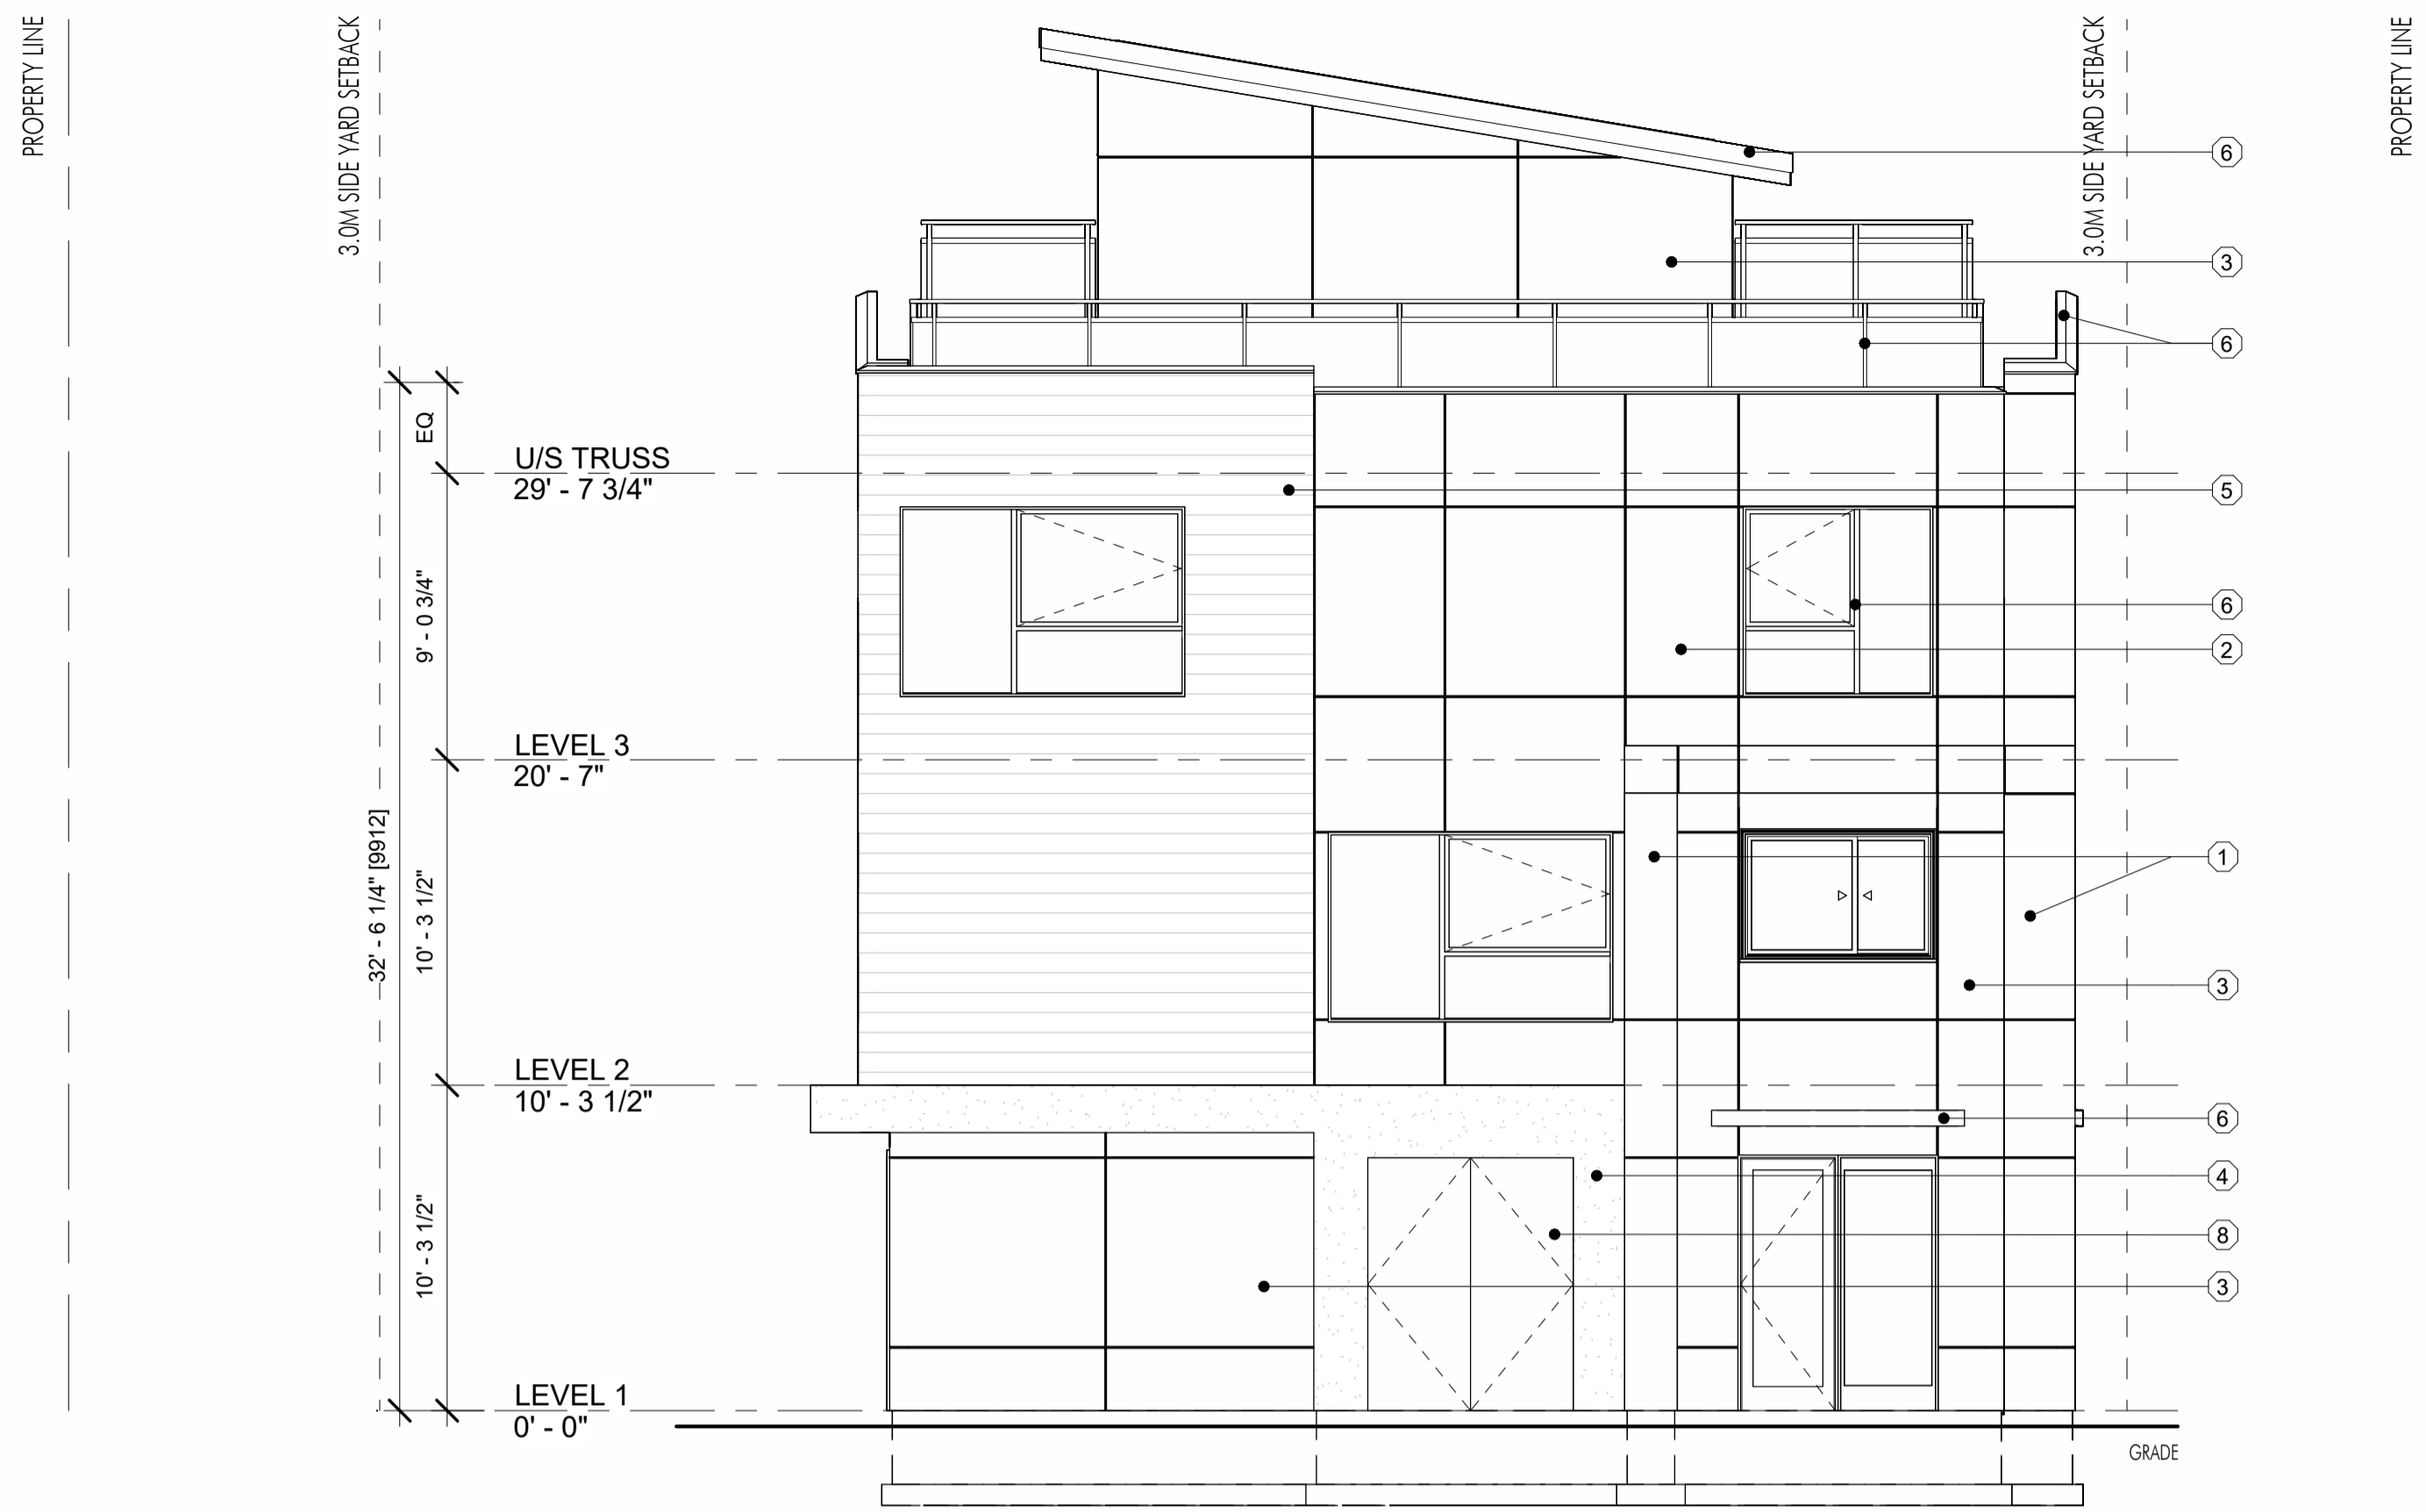 PROPERTY LINE
3.0M SIDE YARD SETBACK
3.0M SIDE YARD SETBACK
PROPERTY LINE
6
3
6
EQ
U/S TRUSS
29' - 7 3/4"
5
9' - 0 3/4"
6
2
LEVEL 3
20' - 7"
32' - 6 1/4" [9912]
10' - 3 1/2"
1
3
LEVEL 2
10' - 3 1/2"
6
4
10' - 3 1/2"
8
3
LEVEL 1
0' - 0"
GRADE